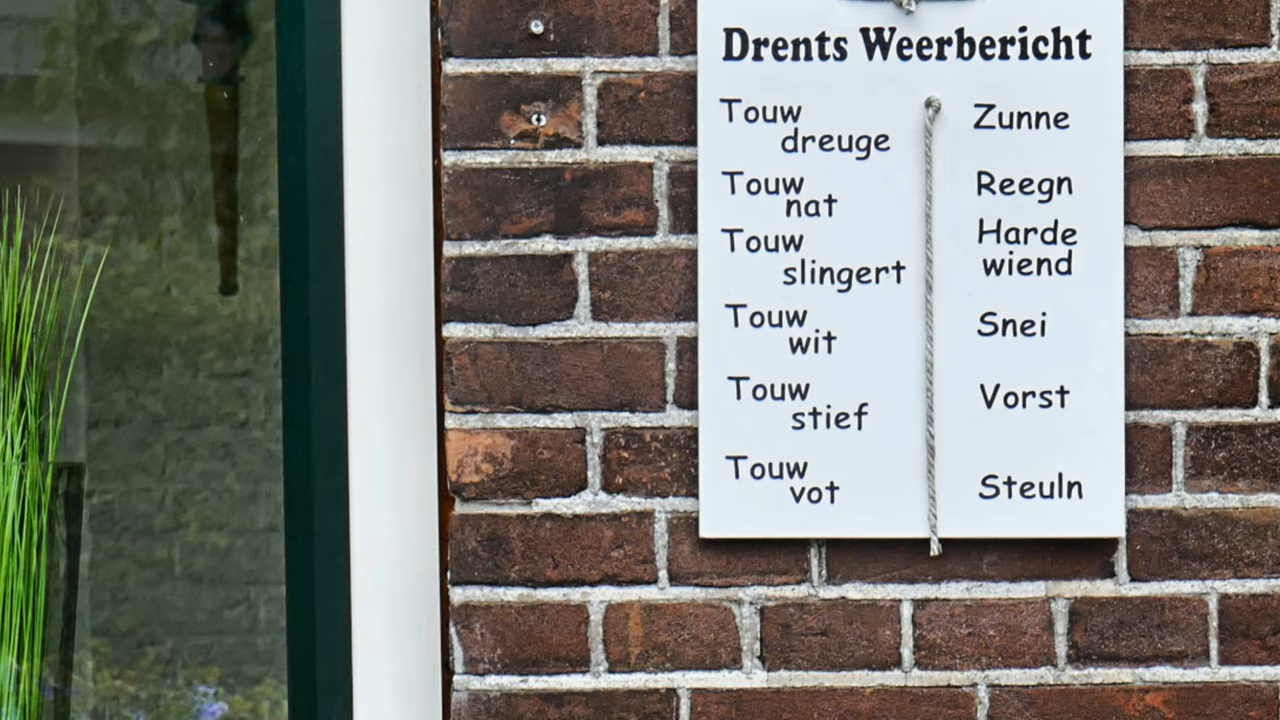 Drents Weerbericht
Touw
dreuge
Zunne
Touw
nat
Reegn
Touw
slingert
Harde
wiend
Touw
wit
Snei
Touw
stief
Vorst
Touw
vot
Steuln